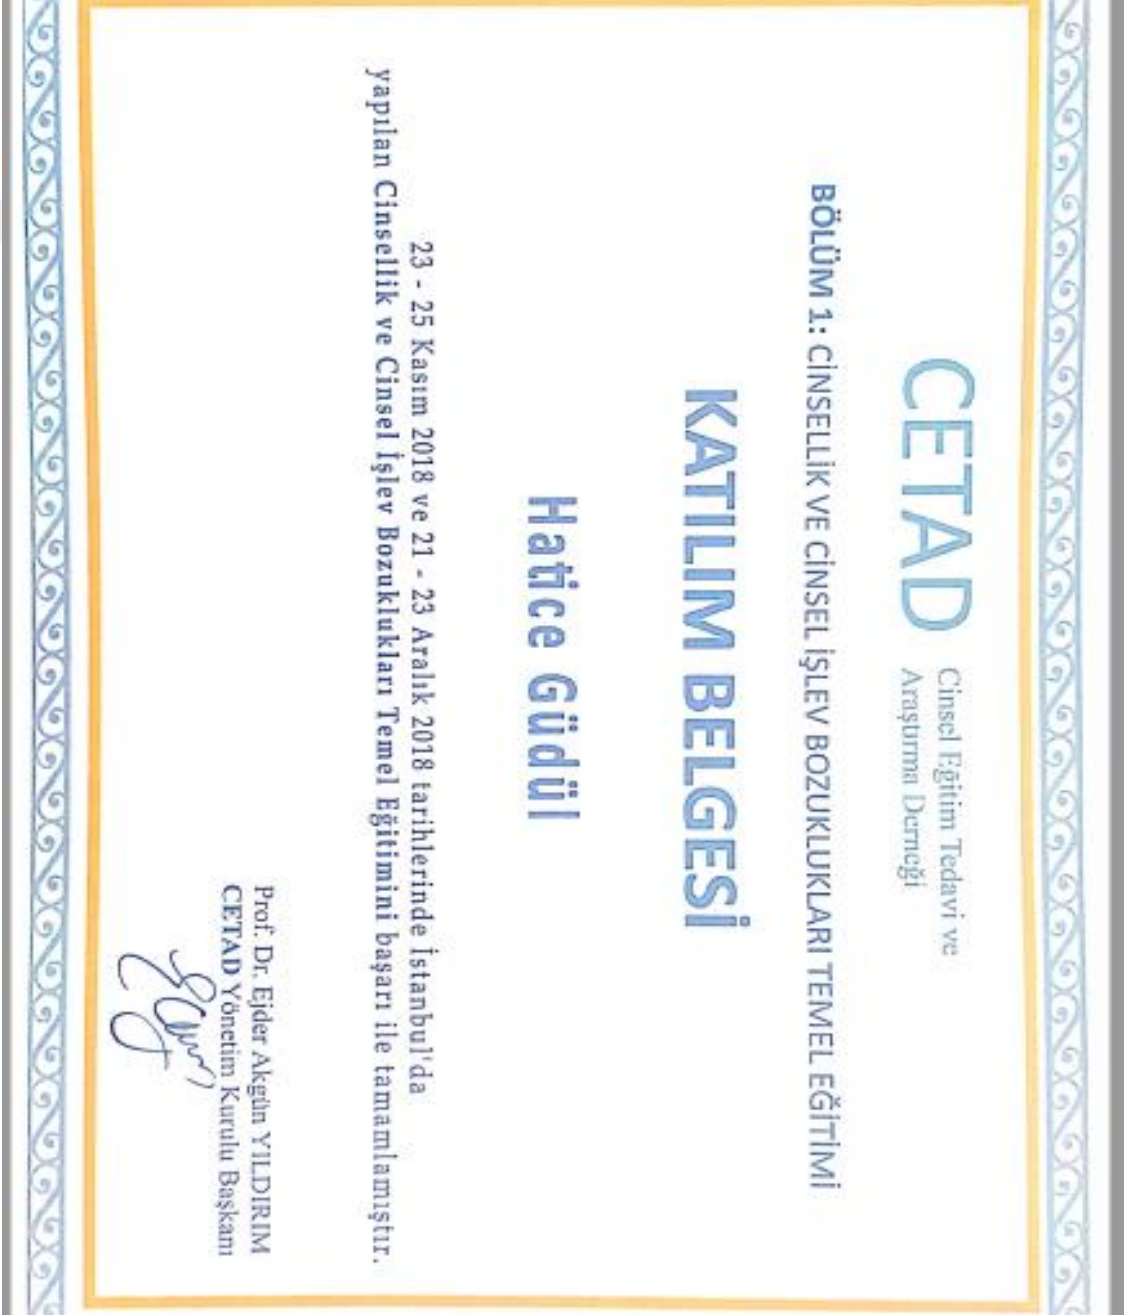 CETAD
Cinsel Eğitim Tedavi ve
Araştırma Derneği
BÖLÜM 1: CİNSELLİK VE CİNSEL İŞLEV BOZUKLUKLARI TEMEL EĞİTİMİ
KATILIM BELGESİ
Hatice Güdül
23 - 25 Kasım 2018 ve 21 - 23 Aralık 2018 tarihlerinde İstanbul'da
yapılan Cinsellik ve Cinsel İşlev Bozuklukları Temel Eğitimini başarı ile tamamlamıştır.
Prof. Dr. Ejder Akgün YILDIRIM
CETAD Yönetim Kurulu Başkanı